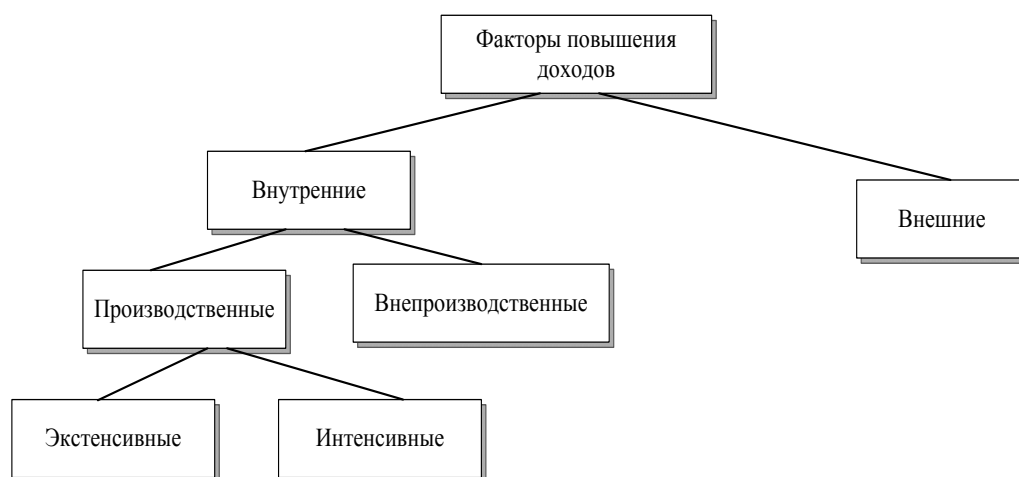 Факторы повышения
доходов
Внутренние
Внешние
Производственные
Внепроизводственные
Экстенсивные
Интенсивные